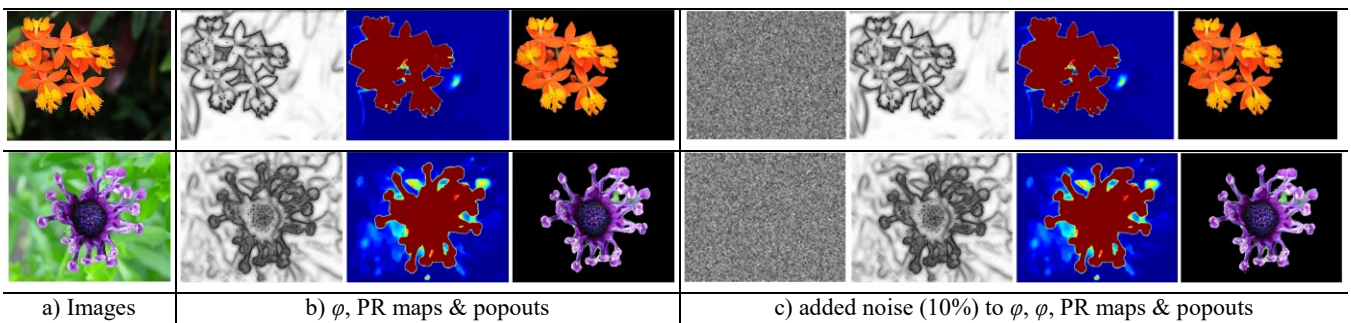 a) Images
b) φ, PR maps & popouts
c) added noise (10%) to φ, φ, PR maps & popouts